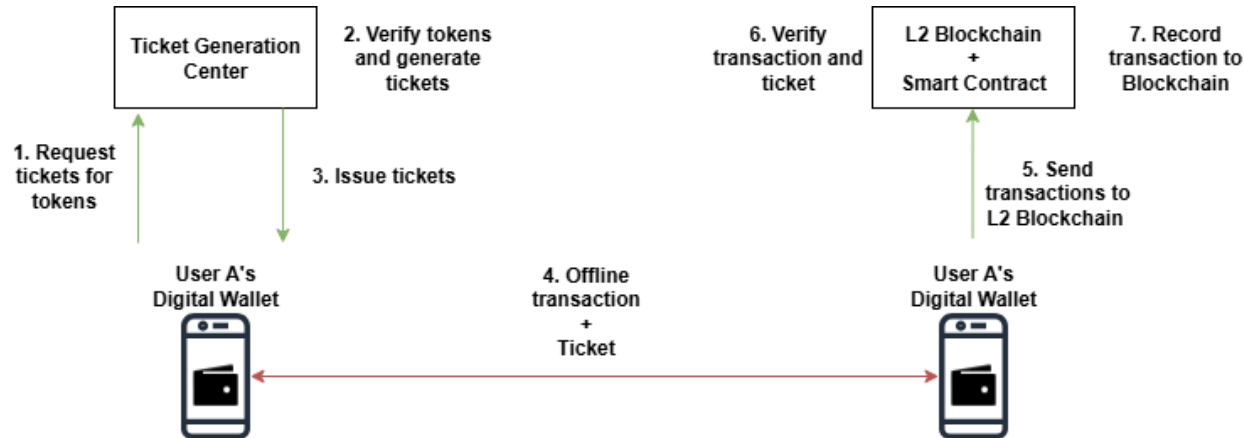 Ticket Generation
Center
2. Verify tokens
and generate
tickets
6. Verify
transaction and
ticket
L2 Blockchain
+
Smart Contract
7. Record
transaction to
Blockchain
1. Request
tickets for
tokens
3. Issue tickets
5. Send
transactions to
L2 Blockchain
User A's
Digital Wallet
4. Offline
transaction
+
Ticket
User A's
Digital Wallet